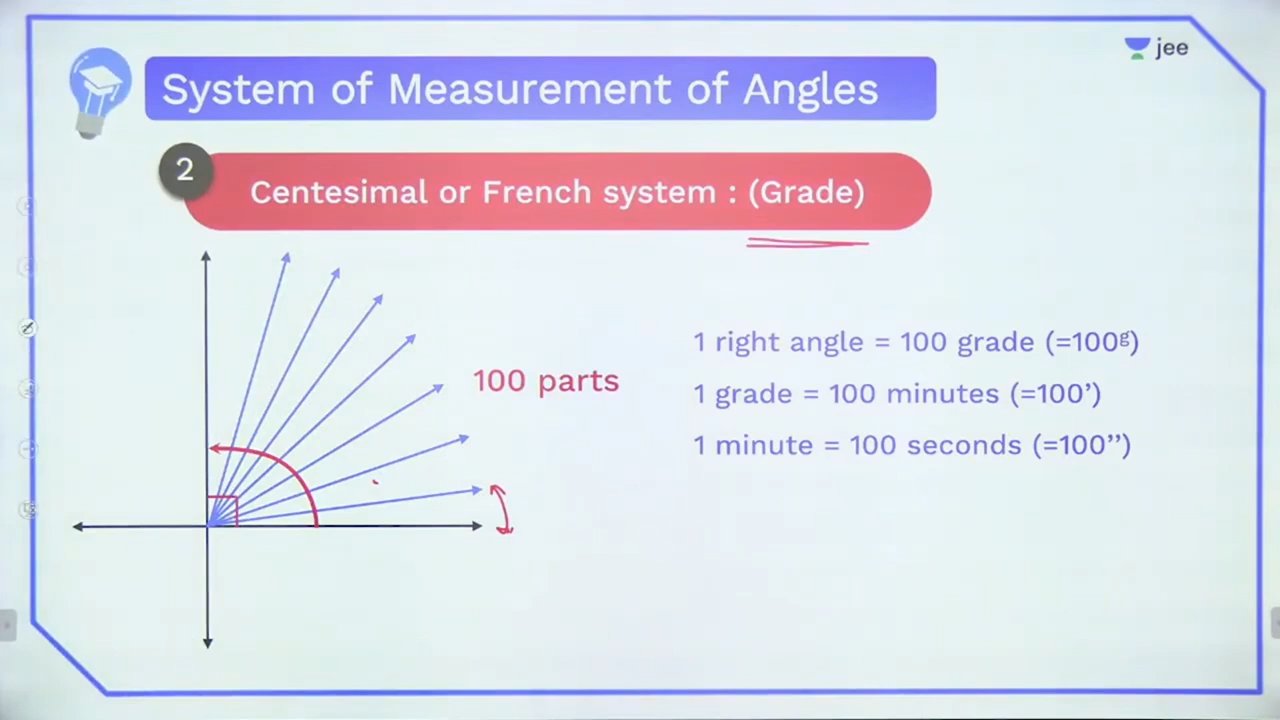 jee
System of Measurement of Angles
2
Centesimal or French system : (Grade)
100 parts
1 right angle = 100 grade (=100ᵍ)
1 grade = 100 minutes (=100’)
1 minute = 100 seconds (=100’’)